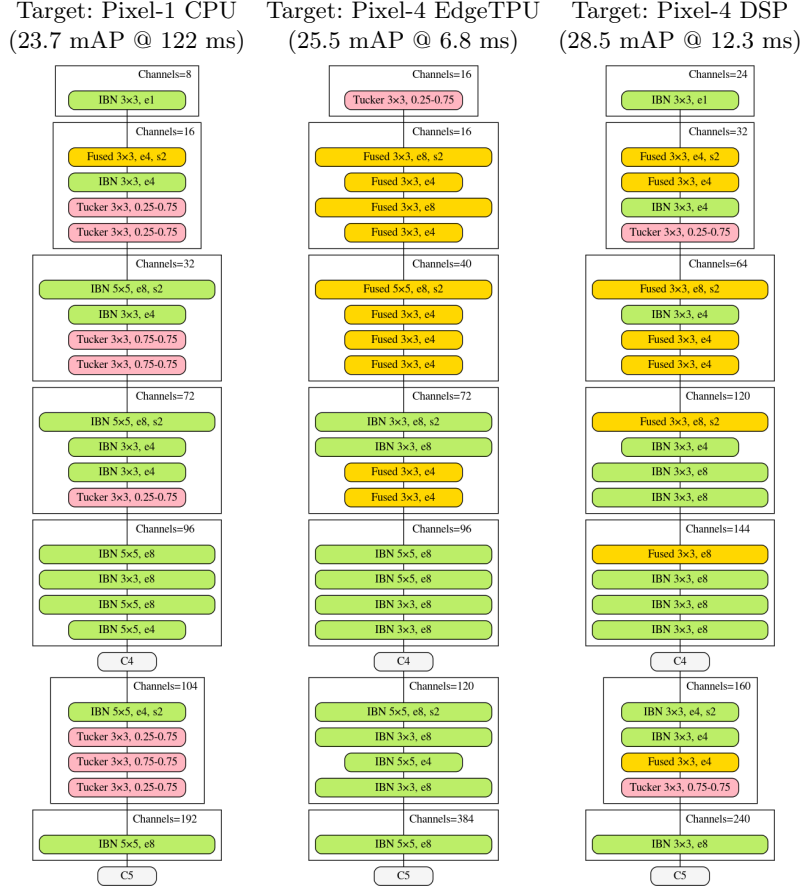 Target: Pixel-1 CPU
(23.7 mAP @ 122 ms)
Channels=8
IBN 3×3, e1
Channels=16
Fused 3×3, e4, s2
IBN 3×3, e4
Tucker 3×3, 0.25-0.75
Tucker 3×3, 0.25-0.75
Channels=32
IBN 5×5, e8, s2
IBN 3×3, e4
Tucker 3×3, 0.75-0.75
Tucker 3×3, 0.75-0.75
Channels=72
IBN 5×5, e8, s2
IBN 3×3, e4
IBN 3×3, e4
Tucker 3×3, 0.25-0.75
Channels=96
IBN 5×5, e8
IBN 3×3, e8
IBN 5×5, e8
IBN 5×5, e4
C4
Channels=104
IBN 5×5, e4, s2
Tucker 3×3, 0.25-0.75
Tucker 3×3, 0.75-0.75
Tucker 3×3, 0.25-0.75
Channels=192
IBN 5×5, e8
C5
Target: Pixel-4 EdgeTPU
(25.5 mAP @ 6.8 ms)
Channels=16
Tucker 3×3, 0.25-0.75
Channels=16
Fused 3×3, e8, s2
Fused 3×3, e4
Fused 3×3, e8
Fused 3×3, e4
Channels=40
Fused 5×5, e8, s2
Fused 3×3, e4
Fused 3×3, e4
Fused 3×3, e4
Channels=72
IBN 3×3, e8, s2
IBN 3×3, e8
Fused 3×3, e4
Fused 3×3, e4
Channels=96
IBN 5×5, e8
IBN 5×5, e8
IBN 3×3, e8
IBN 3×3, e8
C4
Channels=120
IBN 5×5, e8, s2
IBN 3×3, e8
IBN 5×5, e4
IBN 3×3, e8
Channels=384
IBN 5×5, e8
C5
Target: Pixel-4 DSP
(28.5 mAP @ 12.3 ms)
Channels=24
IBN 3×3, e1
Channels=32
Fused 3×3, e4, s2
Fused 3×3, e4
IBN 3×3, e4
Tucker 3×3, 0.25-0.75
Channels=64
Fused 3×3, e8, s2
IBN 3×3, e4
Fused 3×3, e4
Fused 3×3, e4
Channels=120
Fused 3×3, e8, s2
IBN 3×3, e4
IBN 3×3, e8
IBN 3×3, e8
Channels=144
Fused 3×3, e8
IBN 3×3, e8
IBN 3×3, e8
IBN 3×3, e8
C4
Channels=160
IBN 3×3, e4, s2
IBN 3×3, e4
Fused 3×3, e4
Tucker 3×3, 0.75-0.75
Channels=240
IBN 3×3, e8
C5